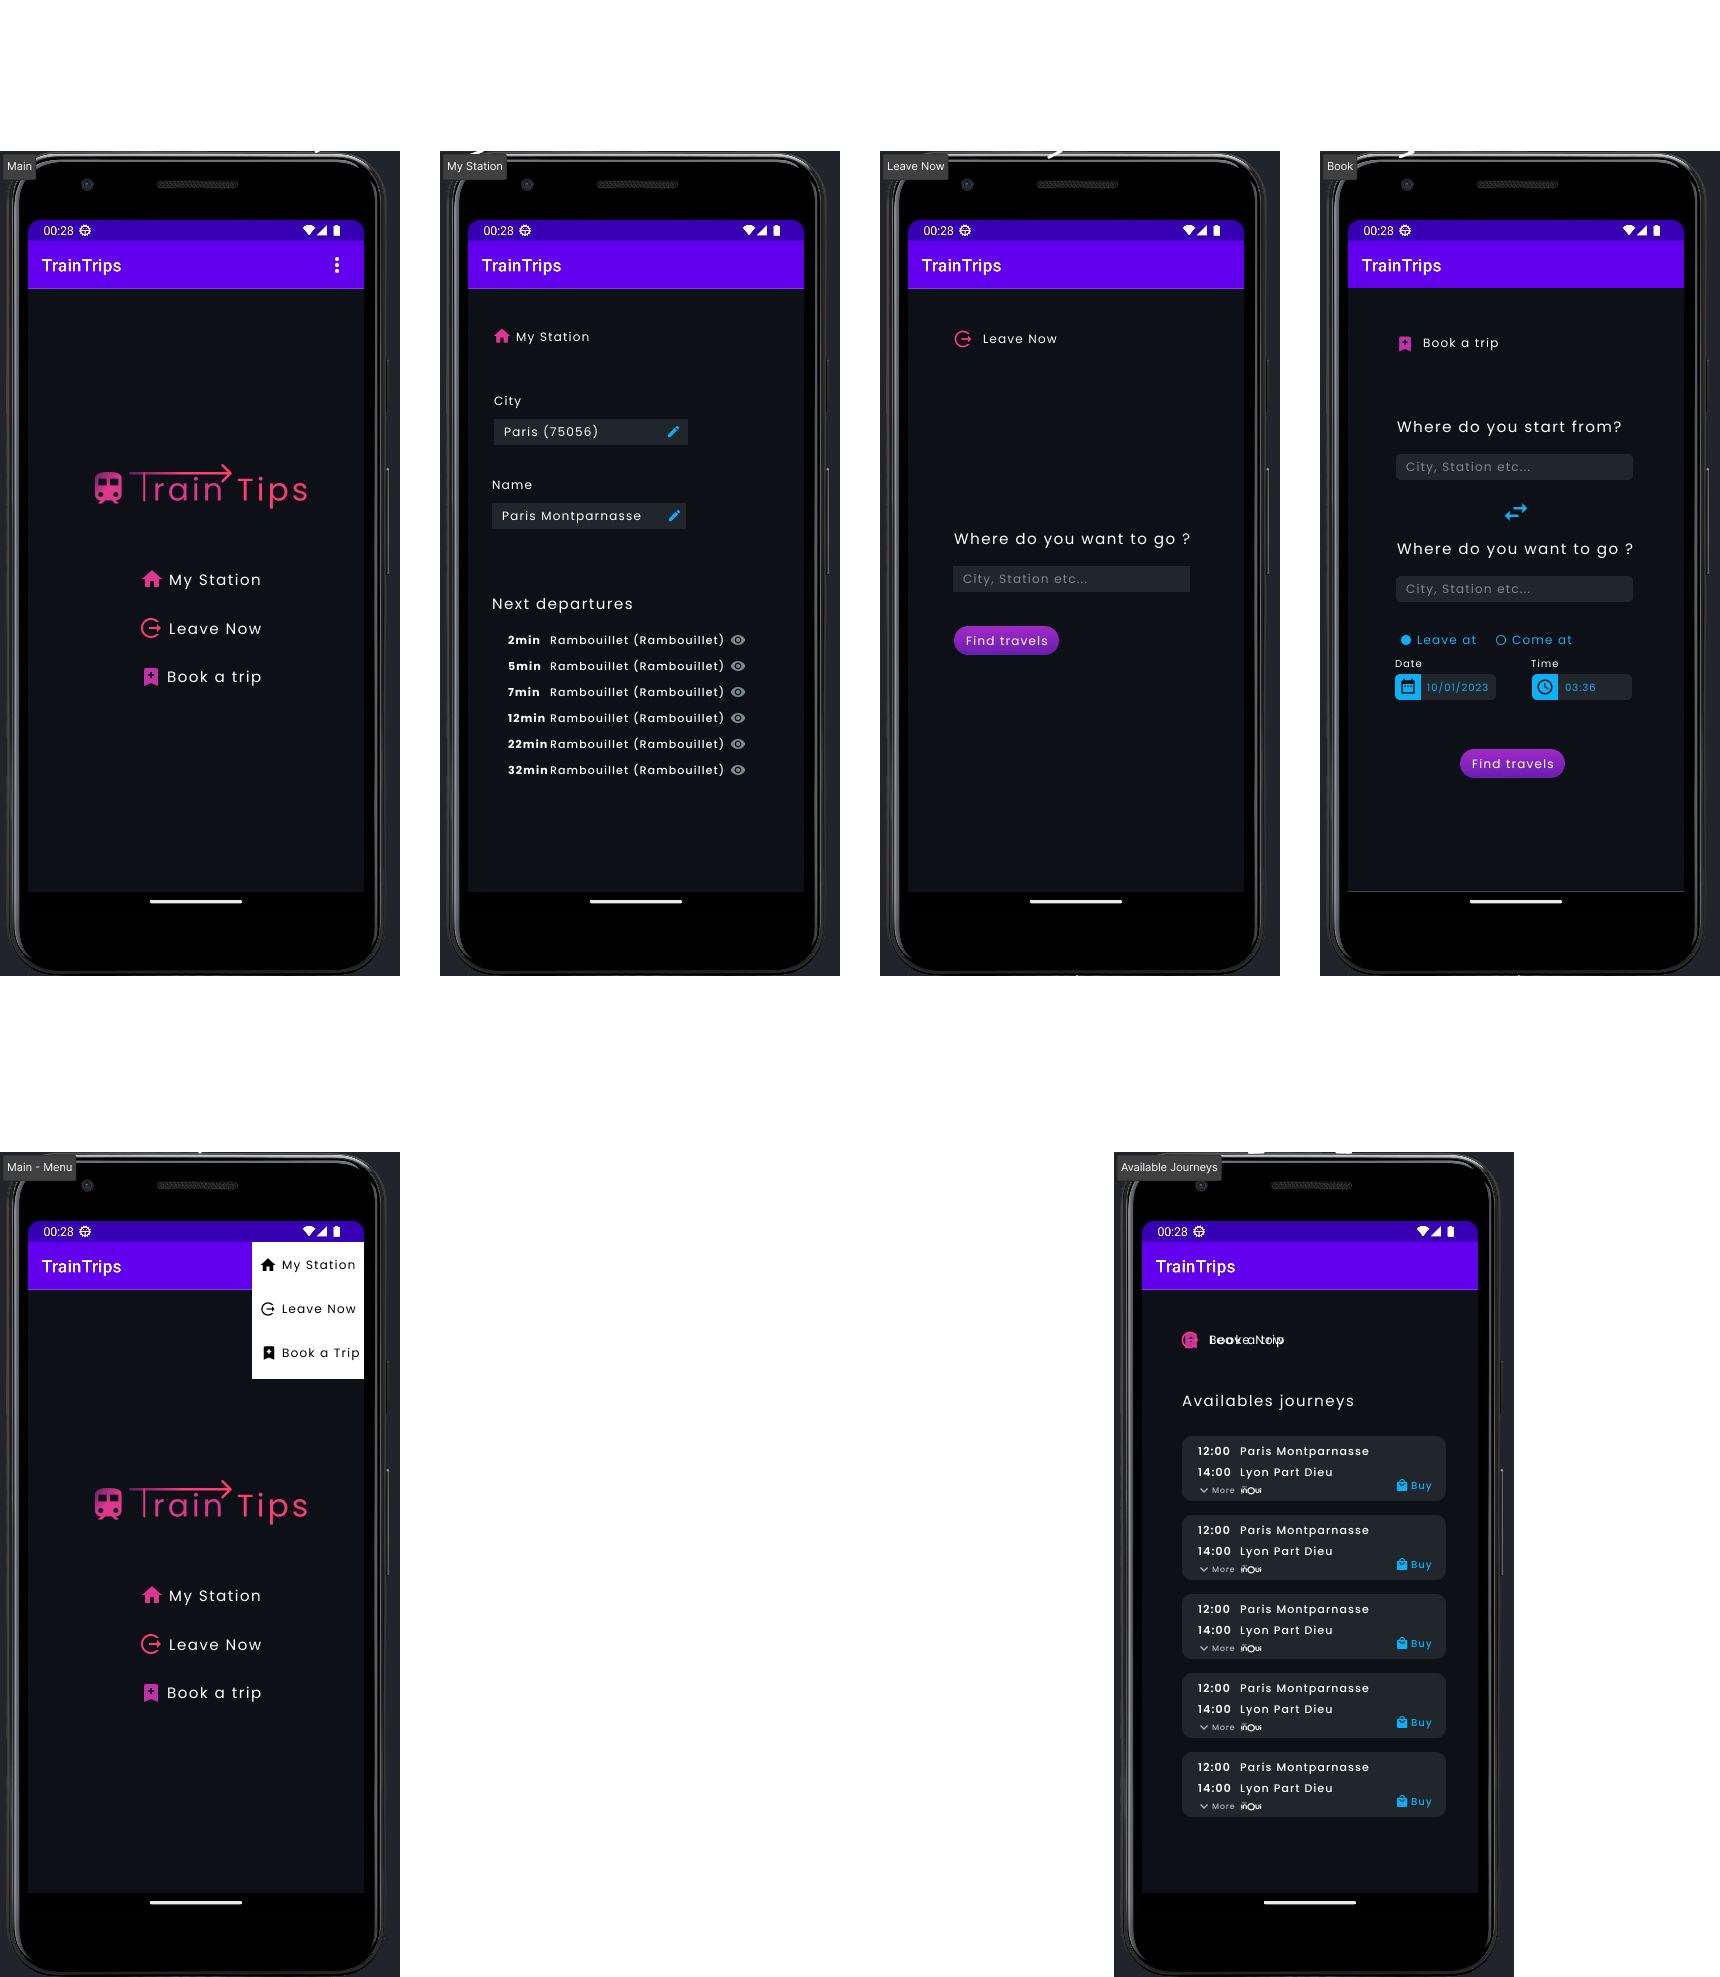 Main
00:28
TrainTrips
Train Tips
My Station
Leave Now
Book a trip
My Station
00:28
TrainTrips
My Station
City
Paris (75056)
Name
Paris Montparnasse
Next departures
2min Rambouillet (Rambouillet)
5min Rambouillet (Rambouillet)
7min Rambouillet (Rambouillet)
12min Rambouillet (Rambouillet)
22min Rambouillet (Rambouillet)
32min Rambouillet (Rambouillet)
Leave Now
00:28
TrainTrips
Leave Now
Where do you want to go ?
City, Station etc...
Find travels
Book
00:28
TrainTrips
Book a trip
Where do you start from?
City, Station etc...
Where do you want to go ?
City, Station etc...
Leave at Come at
Date Time
10/01/2023 03:36
Find travels
Main - Menu
00:28
TrainTrips
My Station
Leave Now
Book a Trip
Train Tips
My Station
Leave Now
Book a trip
Available Journeys
00:28
TrainTrips
Availables journeys
12:00 Paris Montparnasse
14:00 Lyon Part Dieu
More inOui Buy
12:00 Paris Montparnasse
14:00 Lyon Part Dieu
More inOui Buy
12:00 Paris Montparnasse
14:00 Lyon Part Dieu
More inOui Buy
12:00 Paris Montparnasse
14:00 Lyon Part Dieu
More inOui Buy
12:00 Paris Montparnasse
14:00 Lyon Part Dieu
More inOui Buy